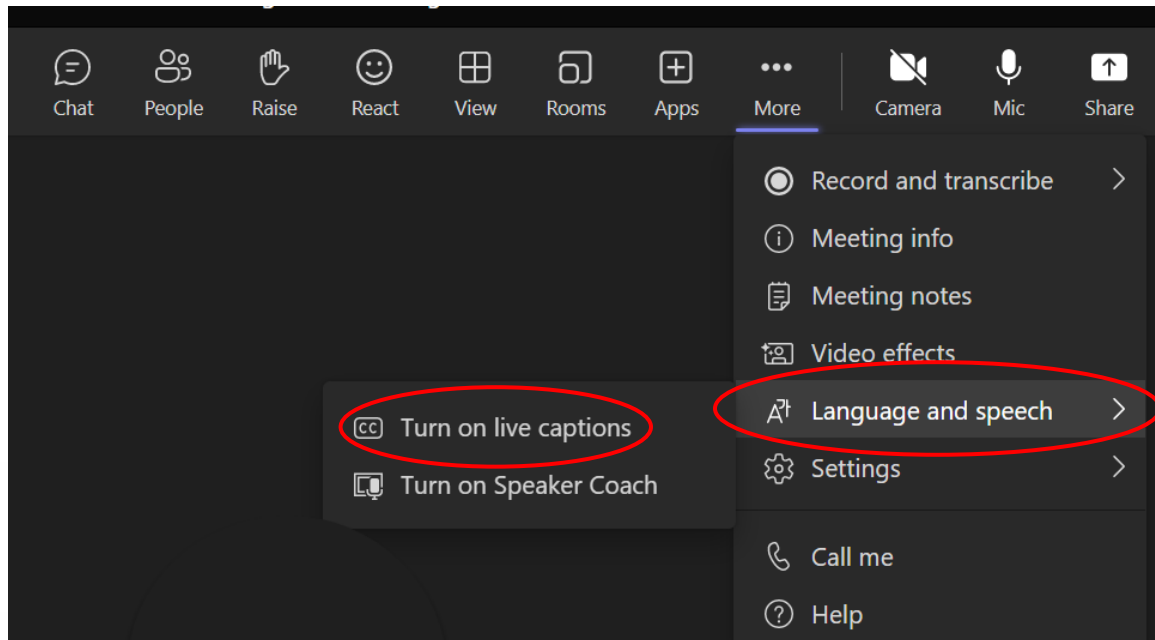 Chat People Raise React View Rooms Apps More Camera Mic Share
Record and transcribe
Meeting info
Meeting notes
Video effects
Language and speech
Settings
Call me
Help
CC Turn on live captions
Turn on Speaker Coach